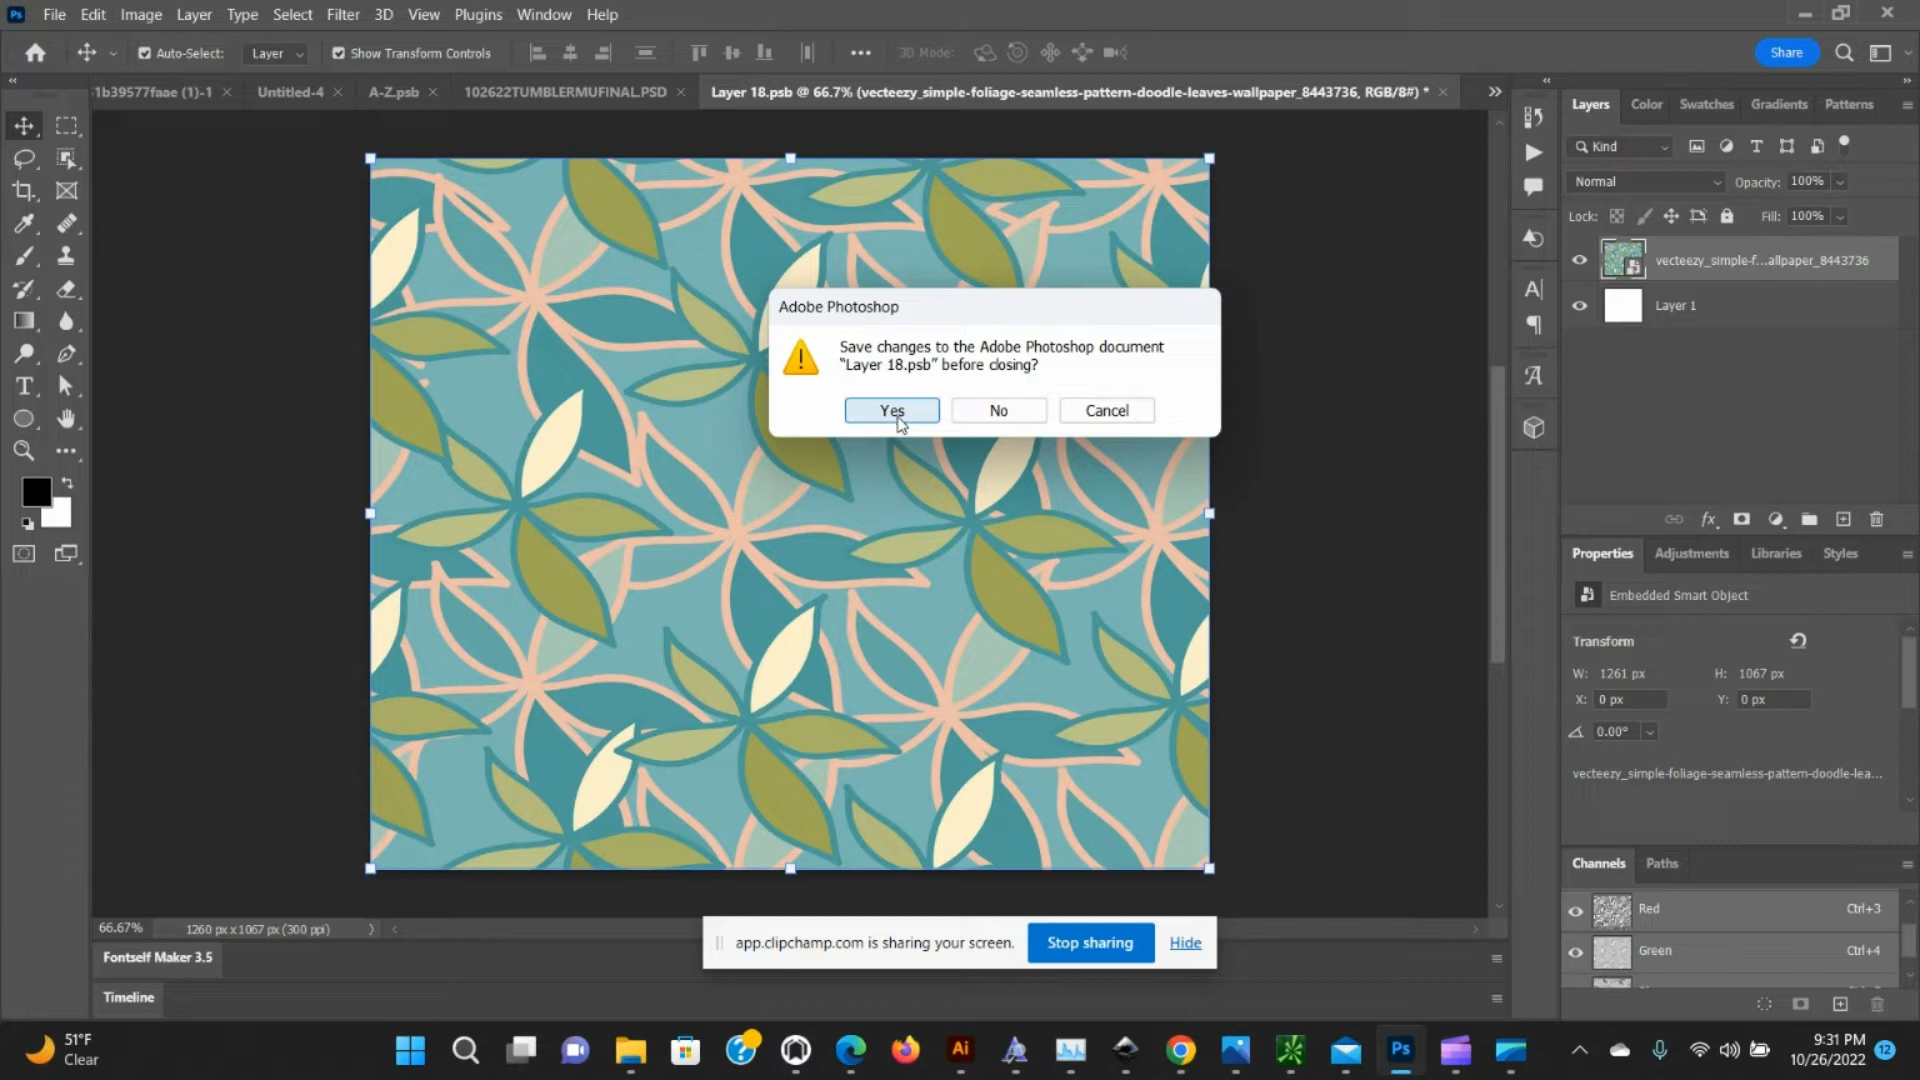 Ps File Edit Image Layer Type Select Filter 3D View Plugins Window Help
Auto-Select: Layer Show Transform Controls 3D Mode: Share
1b39577faae (1)-1 × Untitled-4 × A-Z.psb × 102622TUMBLERMUFINAL.PSD × Layer 18.psb @ 66.7% (vecteezy_simple-foliage-seamless-pattern-doodle-leaves-wallpaper_8443736, RGB/8#) * ×
Layers Color Swatches Gradients Patterns
Kind
Normal Opacity: 100%
Lock: Fill: 100%
vecteezy_simple-f...allpaper_8443736
Layer 1
Adobe Photoshop
Save changes to the Adobe Photoshop document
“Layer 18.psb” before closing?
Yes No Cancel
Properties Adjustments Libraries Styles
Embedded Smart Object
Transform
W: 1261 px H: 1067 px
X: 0 px Y: 0 px
0.00°
vecteezy_simple-foliage-seamless-pattern-doodle-lea...
Channels Paths
Red Ctrl+3
Green Ctrl+4
66.67% 1260 px x 1067 px (300 ppi)
app.clipchamp.com is sharing your screen. Stop sharing Hide
Fontself Maker 3.5
Timeline
51°F
Clear
Ai
Ps
9:31 PM
10/26/2022
12